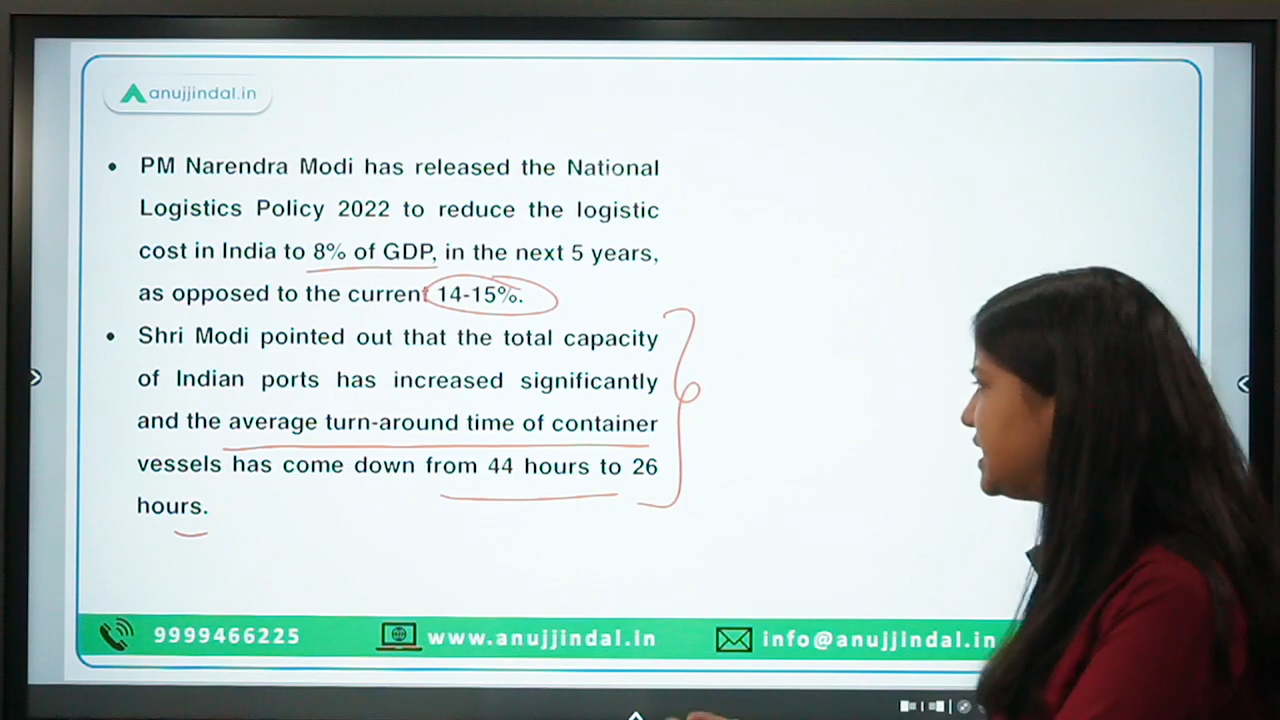 anujjindal.in
• PM Narendra Modi has released the National
Logistics Policy 2022 to reduce the logistic
cost in India to 8% of GDP, in the next 5 years,
as opposed to the current 14-15%.
• Shri Modi pointed out that the total capacity
of Indian ports has increased significantly
and the average turn-around time of container
vessels has come down from 44 hours to 26
hours.
9999466225 www.anujjindal.in info@anujjindal.in